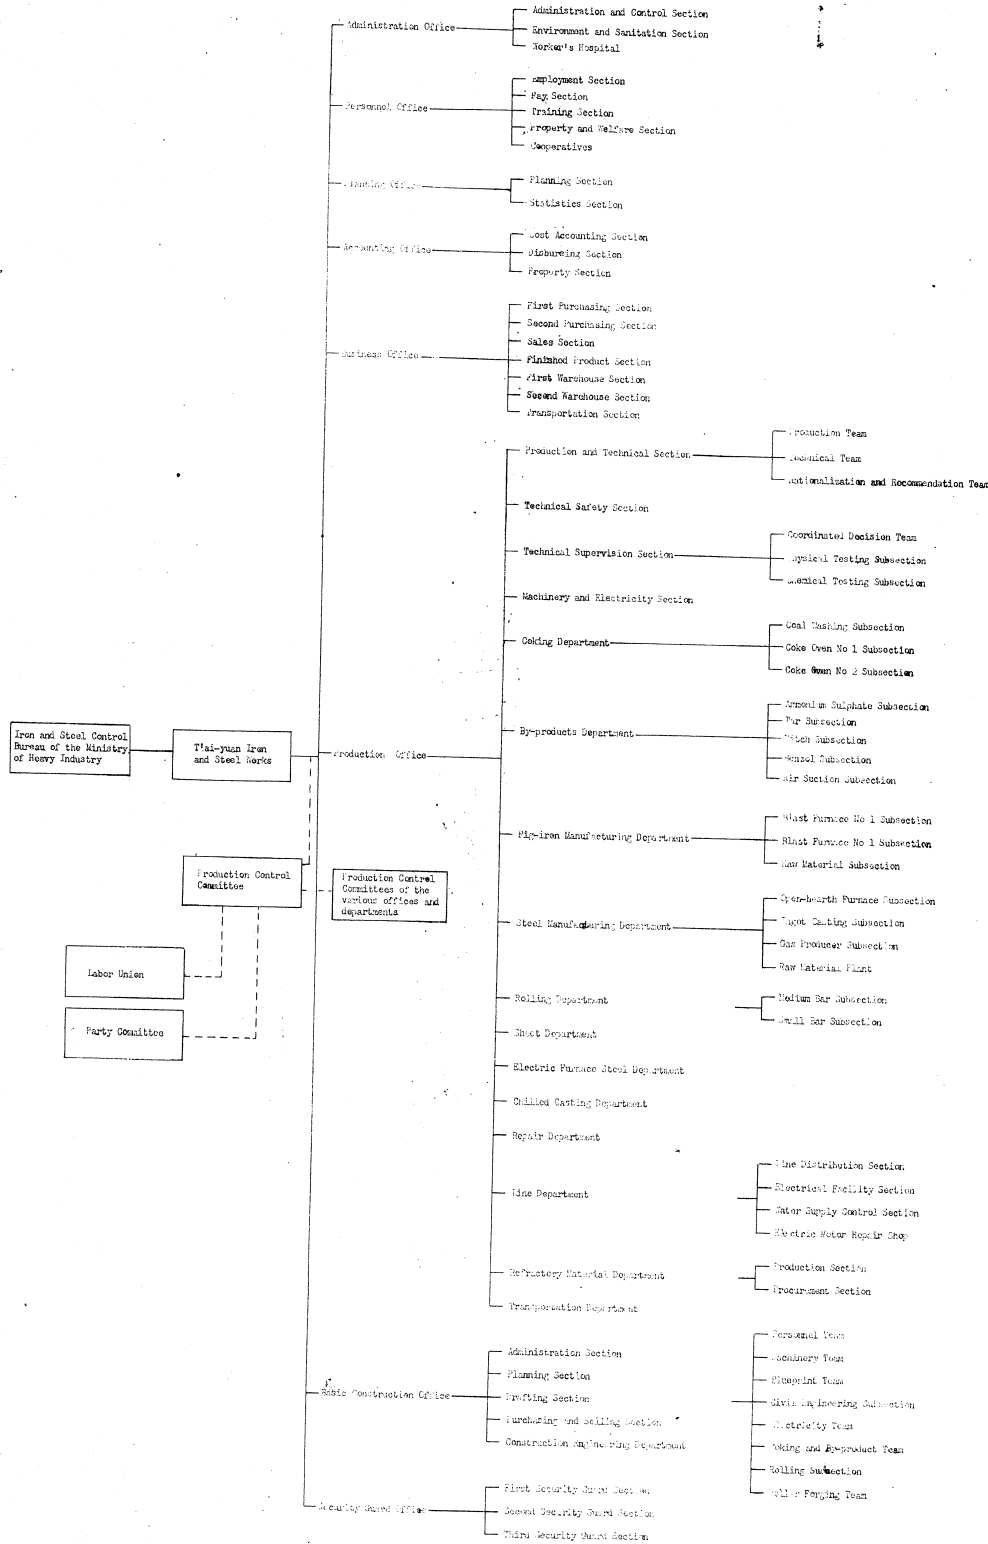 Administration Office
Administration and Control Section
Environment and Sanitation Section
Worker's Hospital
Personnel Office
Employment Section
Pay Section
Training Section
Property and Welfare Section
Cooperatives
Planning Office
Planning Section
Statistics Section
Accounting Office
Cost Accounting Section
Disbursing Section
Property Section
Business Office
First Purchasing Section
Second Purchasing Section
Sales Section
Finished Product Section
First Warehouse Section
Second Warehouse Section
Transportation Section
Iron and Steel Control
Bureau of the Ministry
of Heavy Industry
T'ai-yuan Iron
and Steel Works
Production Office
Production Control
Committee
Production Control
Committees of the
various offices and
departments
Labor Union
Party Committee
Production and Technical Section
Production Team
Technical Team
Rationalization and Recommendation Team
Technical Safety Section
Technical Supervision Section
Coordinated Decision Team
Physical Testing Subsection
Chemical Testing Subsection
Machinery and Electricity Section
Coking Department
Coal Washing Subsection
Coke Oven No 1 Subsection
Coke Oven No 2 Subsection
By-products Department
Ammonium Sulphate Subsection
Tar Subsection
Pitch Subsection
Benzol Subsection
Air Suction Subsection
Pig-iron Manufacturing Department
Blast Furnace No 1 Subsection
Blast Furnace No 1 Subsection
Raw Material Subsection
Steel Manufacturing Department
Open-hearth Furnace Subsection
Ingot Casting Subsection
Gas Producer Subsection
Raw Material Plant
Rolling Department
Medium Bar Subsection
Small Bar Subsection
Sheet Department
Electric Furnace Steel Department
Chilled Casting Department
Repair Department
Line Department
Line Distribution Section
Electrical Facility Section
Water Supply Control Section
Electric Motor Repair Shop
Refractory Material Department
Production Section
Procurement Section
Transportation Department
Basic Construction Office
Administration Section
Planning Section
Drafting Section
Purchasing and Selling Section
Construction Engineering Department
Personnel Team
Machinery Team
Blueprint Team
Civil Engineering Subsection
Electricity Team
Coking and By-product Team
Rolling Subsection
Roller Forging Team
Security Guard Office
First Security Guard Section
Second Security Guard Section
Third Security Guard Section